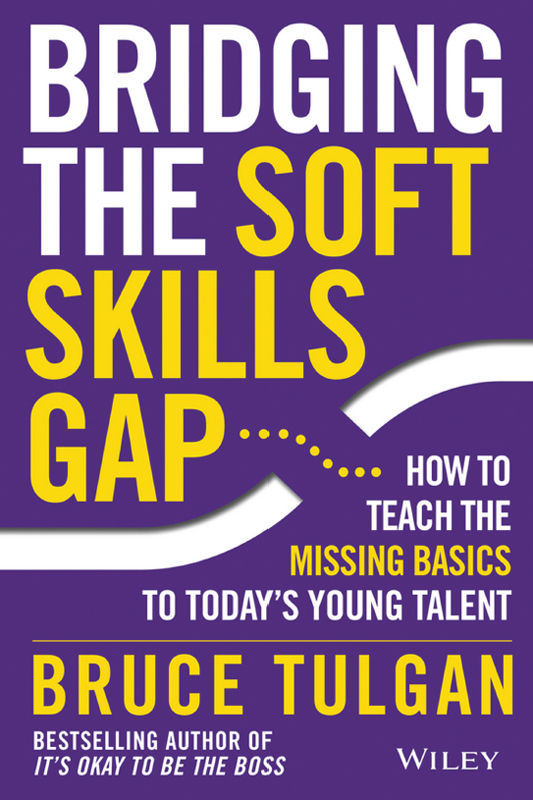 BRIDGING
THE SOFT
SKILLS
GAP
HOW TO
TEACH THE
MISSING BASICS
TO TODAY'S YOUNG TALENT
BRUCE TULGAN
BESTSELLING AUTHOR OF
IT'S OKAY TO BE THE BOSS
WILEY